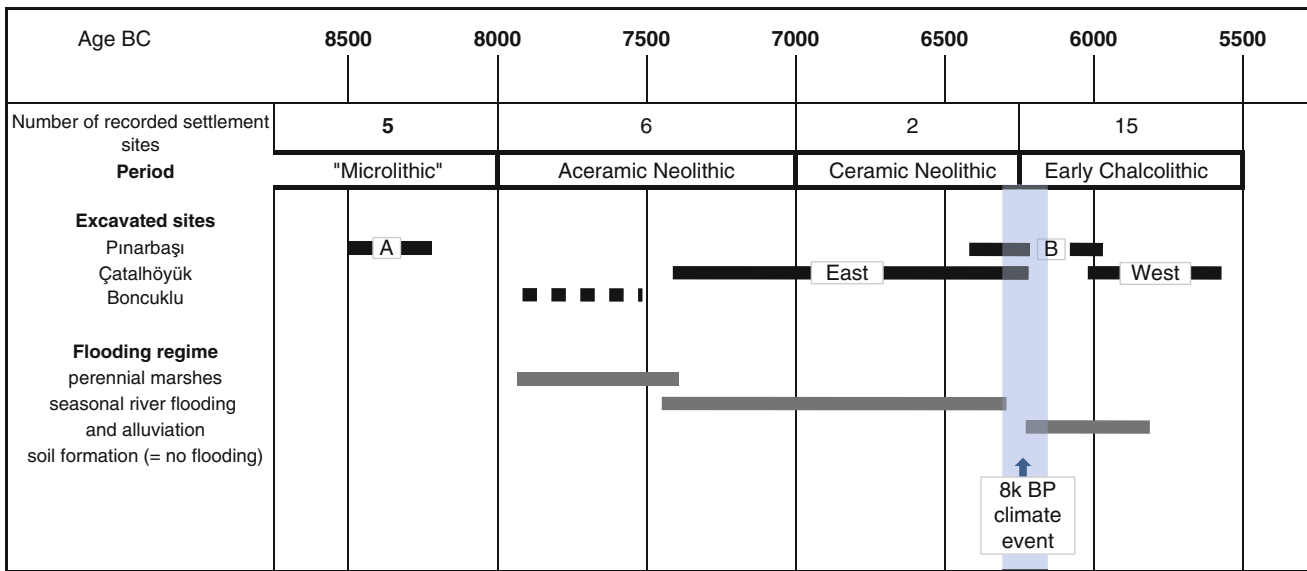 Age BC 8500 8000 7500 7000 6500 6000 5500
Number of recorded settlement sites 5 6 2 15
Period "Microlithic" Aceramic Neolithic Ceramic Neolithic Early Chalcolithic
Excavated sites
Pınarbaşı A B
Çatalhöyük East West
Boncuklu
Flooding regime
perennial marshes
seasonal river flooding
and alluviation
soil formation (= no flooding)
8k BP
climate
event